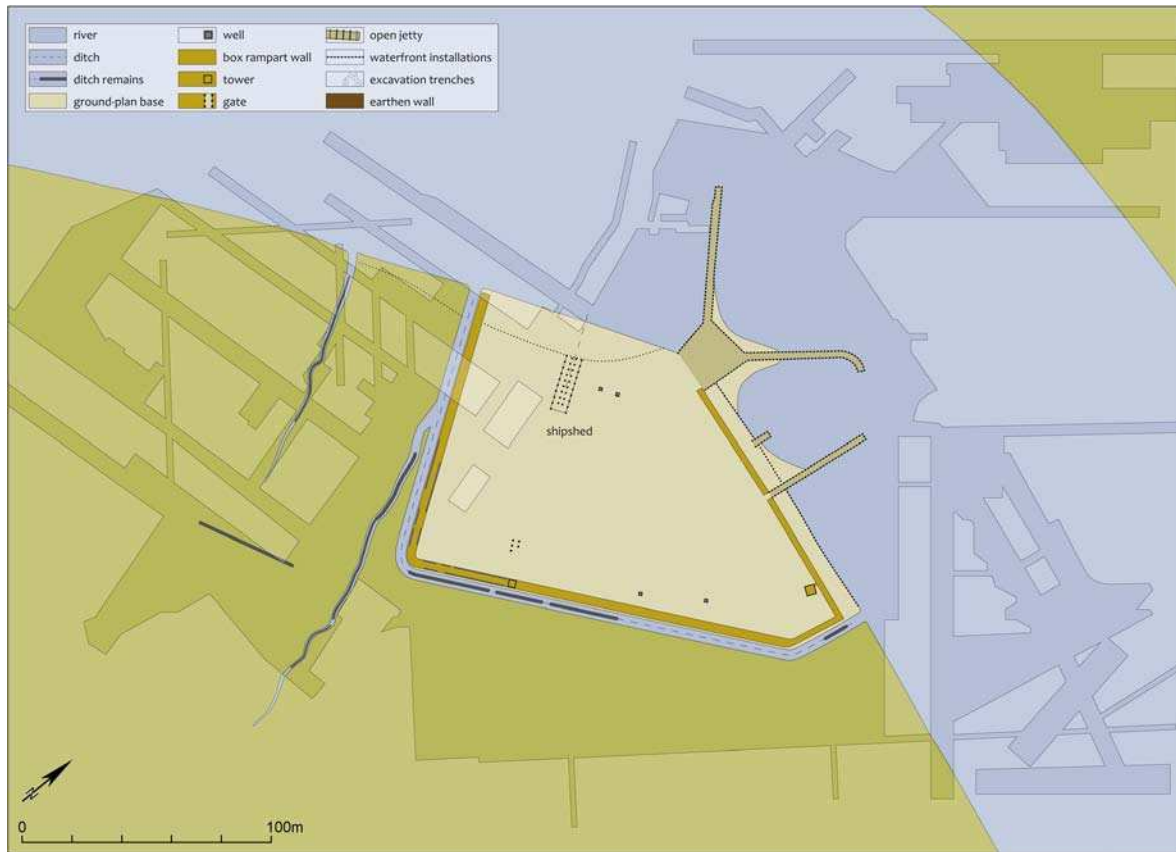 river
ditch
ditch remains
ground-plan base
well
box rampart wall
tower
gate
open jetty
waterfront installations
excavation trenches
earthen wall
shipshed
N
0 100m